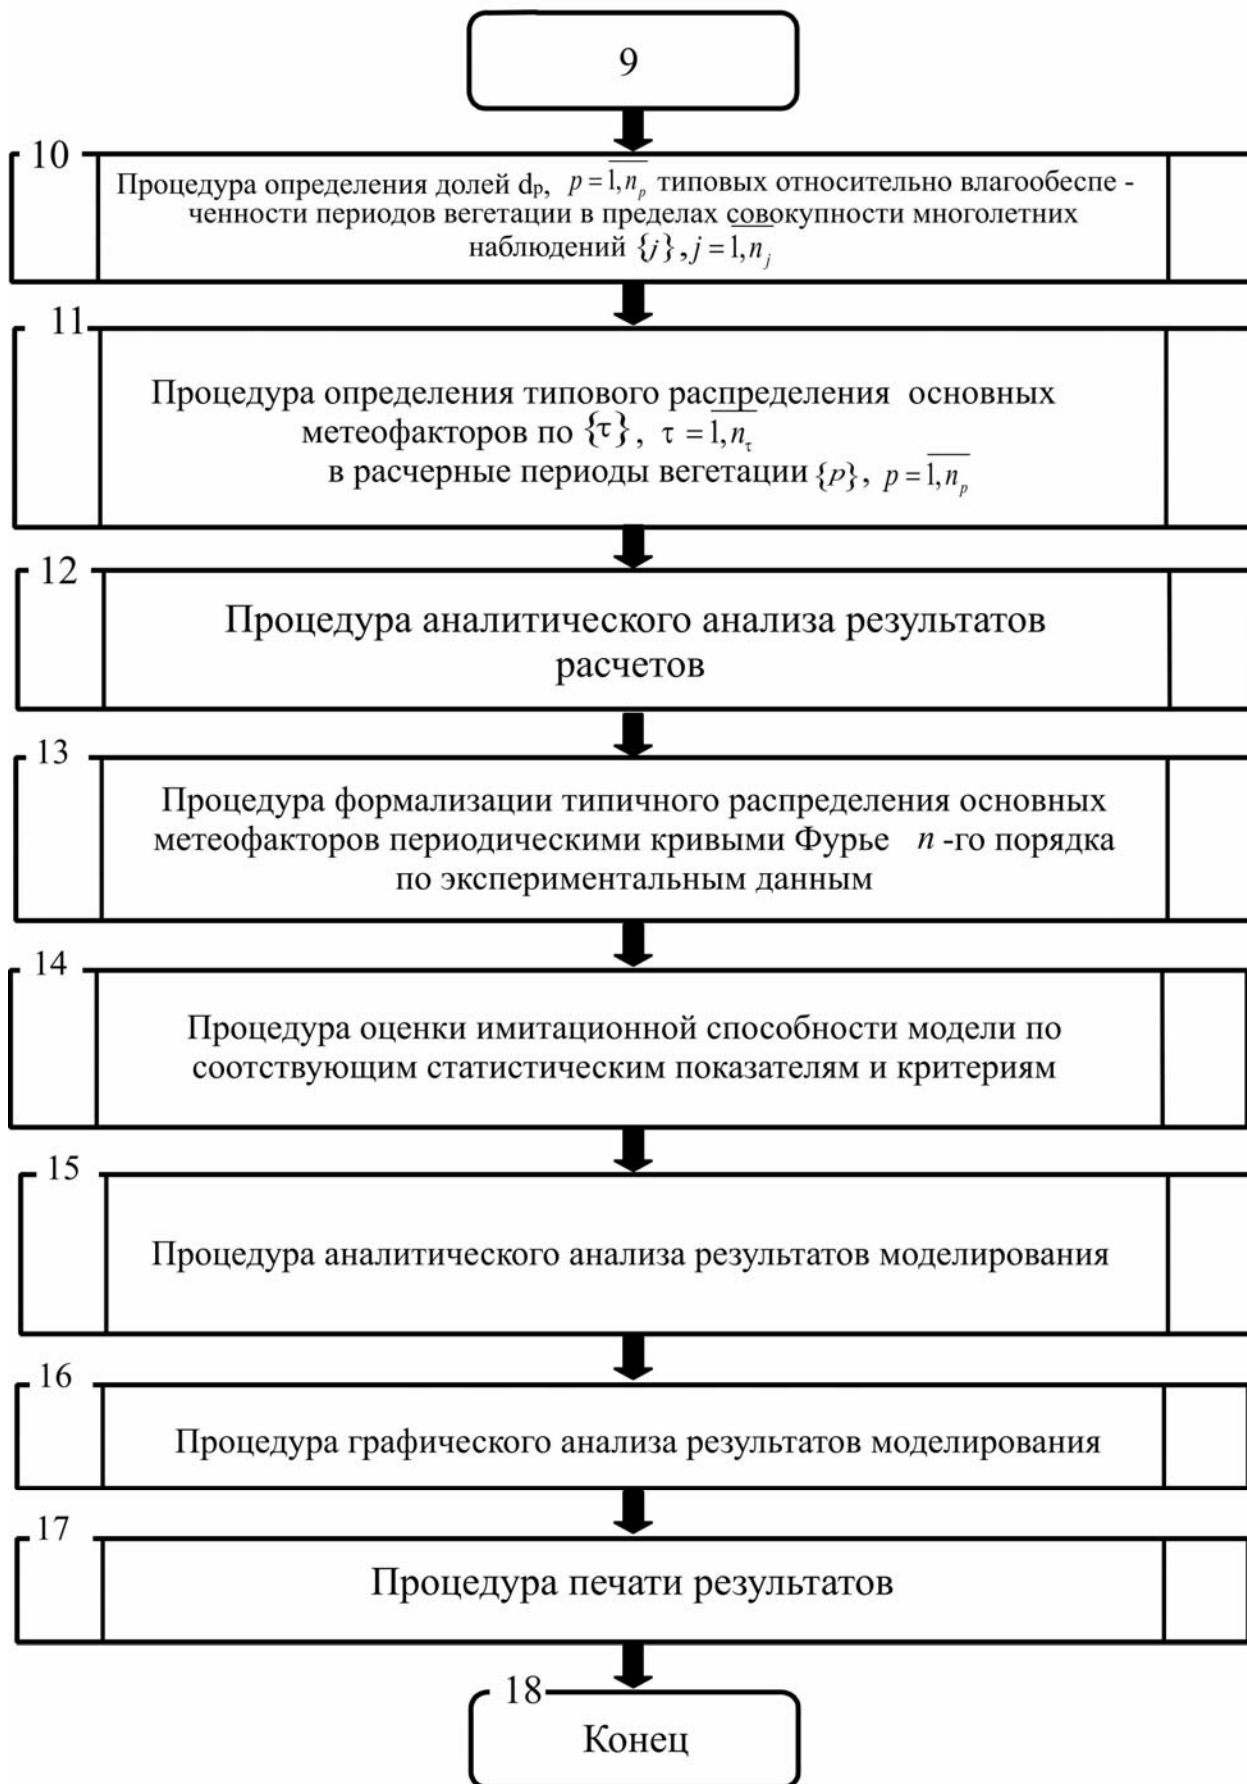 9
10
Процедура определения долей dp, p = 1, n_p типовых относительно влагообеспе -
ченности периодов вегетации в пределах совокупности многолетних
наблюдений {j}, j = 1, n_j
11
Процедура определения типового распределения основных
метеофакторов по {τ}, τ = 1, n_τ
в расчерные периоды вегетации {p}, p = 1, n_p
12
Процедура аналитического анализа результатов
расчетов
13
Процедура формализации типичного распределения основных
метеофакторов периодическими кривыми Фурье n -го порядка
по экспериментальным данным
14
Процедура оценки имитационной способности модели по
соотствующим статистическим показателям и критериям
15
Процедура аналитического анализа результатов моделирования
16
Процедура графического анализа результатов моделирования
17
Процедура печати результатов
18
Конец